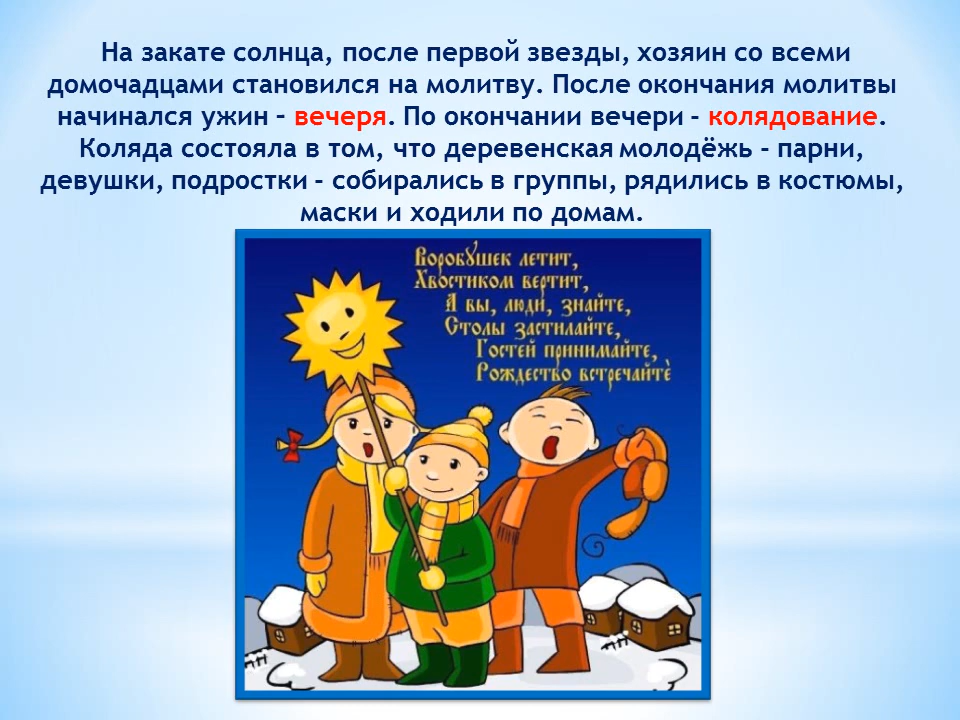 На закате солнца, после первой звезды, хозяин со всеми
домочадцами становился на молитву. После окончания молитвы
начинался ужин – вечеря. По окончании вечери - колядование.
Коляда состояла в том, что деревенская молодёжь - парни,
девушки, подростки - собирались в группы, рядились в костюмы,
маски и ходили по домам.
Воробушек летит,
Хвостиком вертит,
А вы, люди, знайте,
Столы застилайте,
Гостей принимайте,
Рождество встречайте